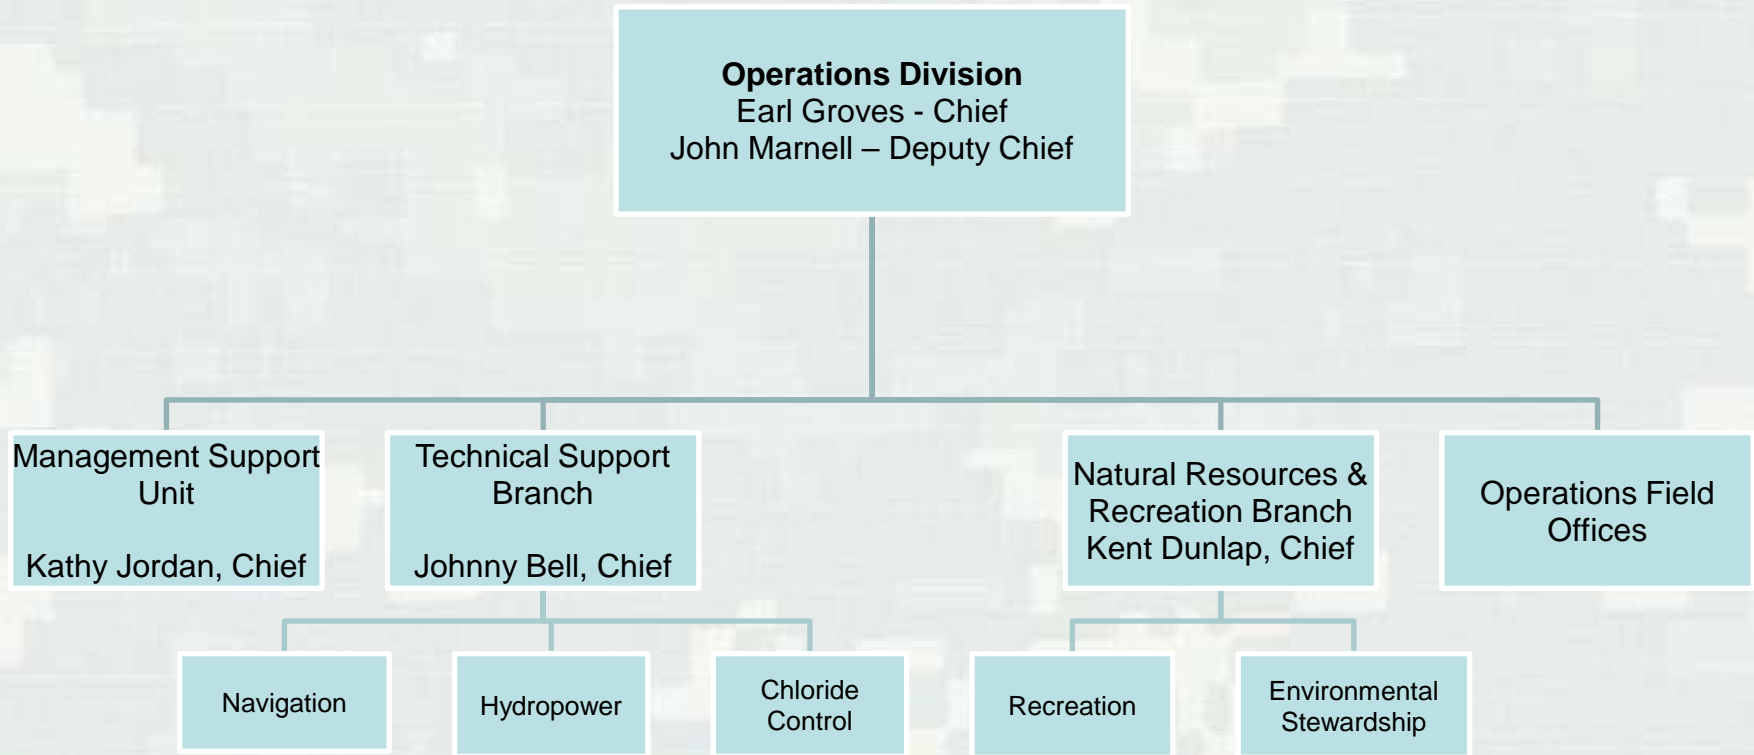 Operations Division
Earl Groves - Chief
John Marnell – Deputy Chief
Management Support
Unit
Kathy Jordan, Chief
Technical Support
Branch
Johnny Bell, Chief
Natural Resources &
Recreation Branch
Kent Dunlap, Chief
Operations Field
Offices
Navigation
Hydropower
Chloride
Control
Recreation
Environmental
Stewardship